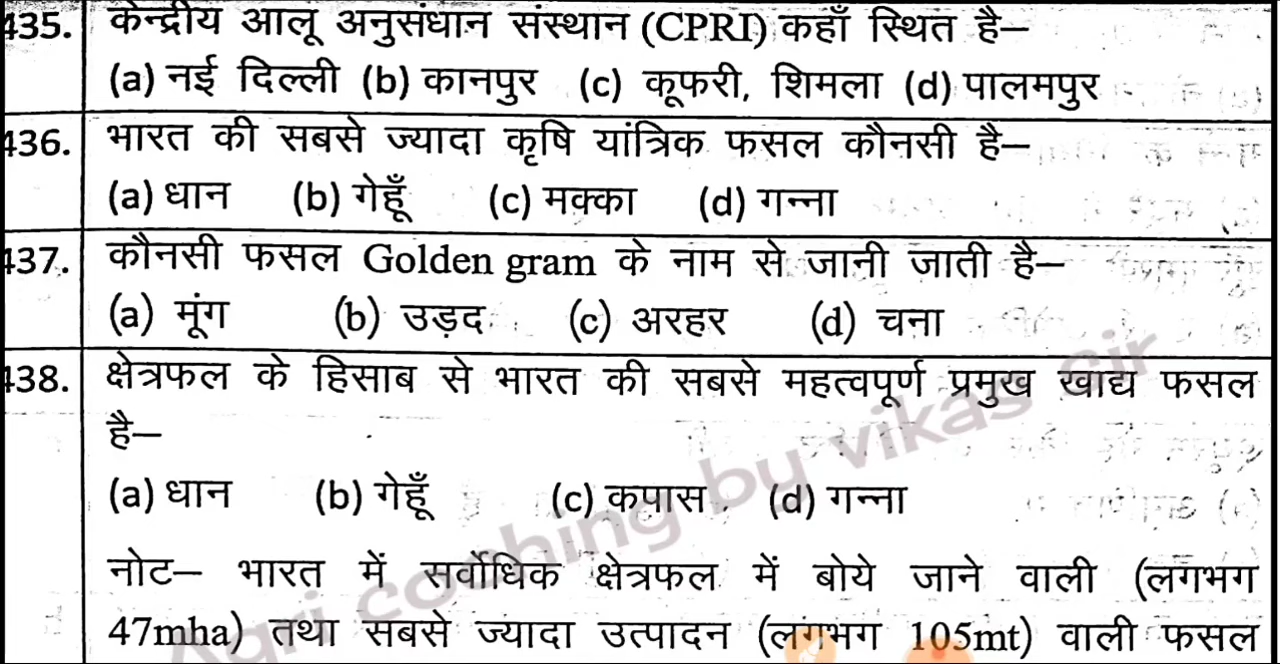 435. केन्द्रीय आलू अनुसंधान संस्थान (CPRI) कहाँ स्थित है–
(a) नई दिल्ली (b) कानपुर (c) कूफरी, शिमला (d) पालमपुर
436. भारत की सबसे ज्यादा कृषि यांत्रिक फसल कौनसी है–
(a) धान (b) गेहूँ (c) मक्का (d) गन्ना
437. कौनसी फसल Golden gram के नाम से जानी जाती है–
(a) मूंग (b) उड़द (c) अरहर (d) चना
438. क्षेत्रफल के हिसाब से भारत की सबसे महत्वपूर्ण प्रमुख खाद्य फसल
है–
(a) धान (b) गेहूँ (c) कपास (d) गन्ना
नोट– भारत में सर्वोधिक क्षेत्रफल में बोये जाने वाली (लगभग
47mha) तथा सबसे ज्यादा उत्पादन (लगभग 105mt) वाली फसल
Agri coching by vikas sir